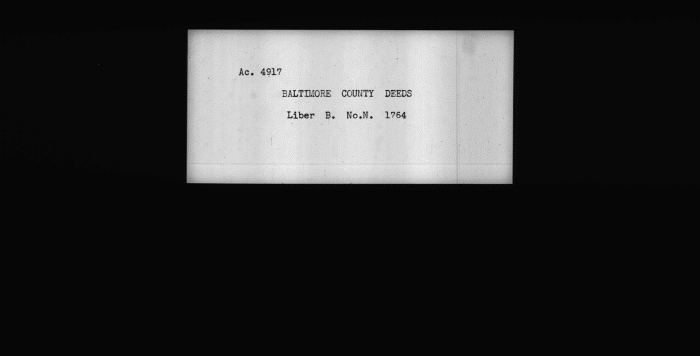 Ac. 4917
BALTIMORE COUNTY DEEDS
Liber B. No.N. 1764